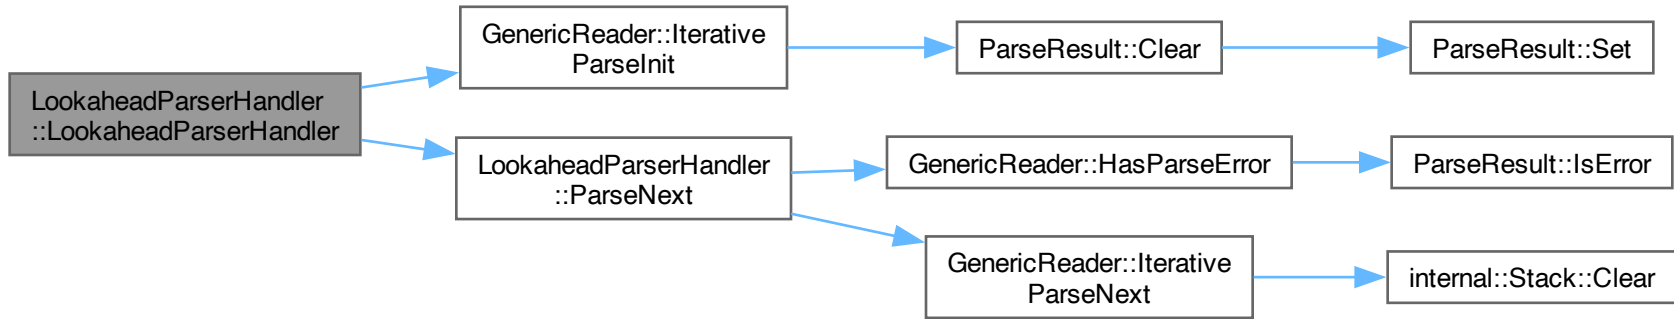 LookaheadParserHandler
::LookaheadParserHandler
GenericReader::Iterative
ParseInit
ParseResult::Clear
ParseResult::Set
LookaheadParserHandler
::ParseNext
GenericReader::HasParseError
ParseResult::IsError
GenericReader::Iterative
ParseNext
internal::Stack::Clear